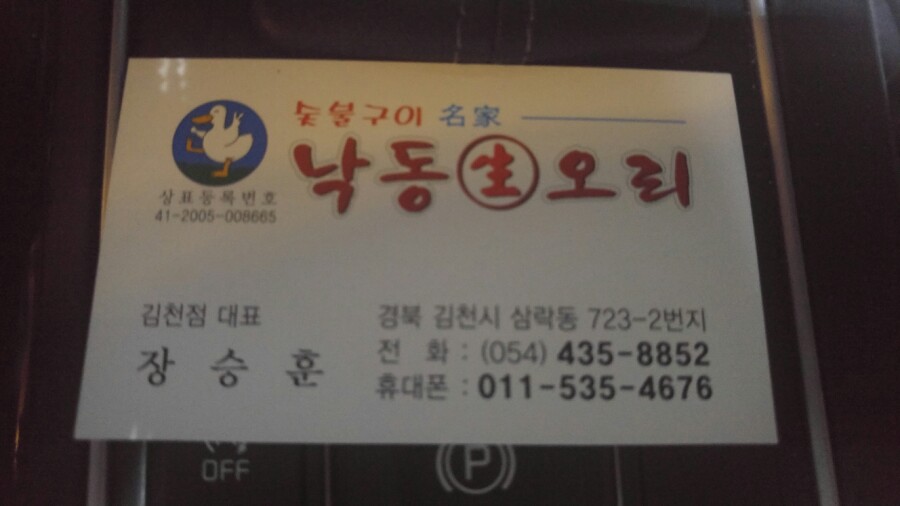 숯불구이 名家
낙동生오리
상표등록번호
41-2005-008665
김천점 대표
장승훈
경북 김천시 삼락동 723-2번지
전 화 : (054) 435-8852
휴대폰 : 011-535-4676
OFF
P